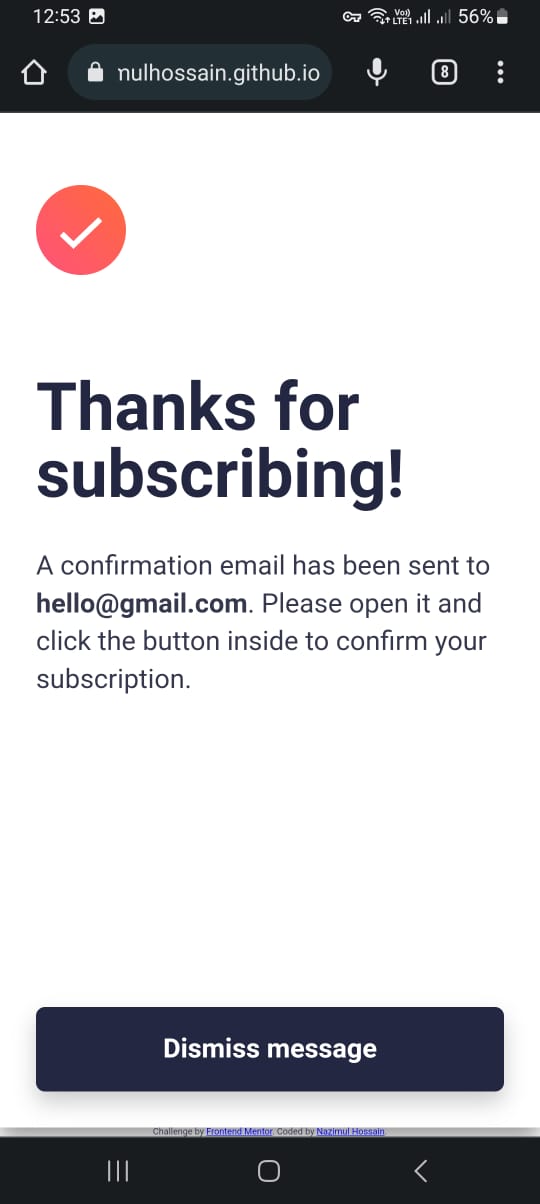 12:53
Vo)) LTE1 56%
nulhossain.github.io
8
Thanks for
subscribing!
A confirmation email has been sent to
hello@gmail.com. Please open it and
click the button inside to confirm your
subscription.
Dismiss message
Challenge by Frontend Mentor. Coded by Nazimul Hossain.